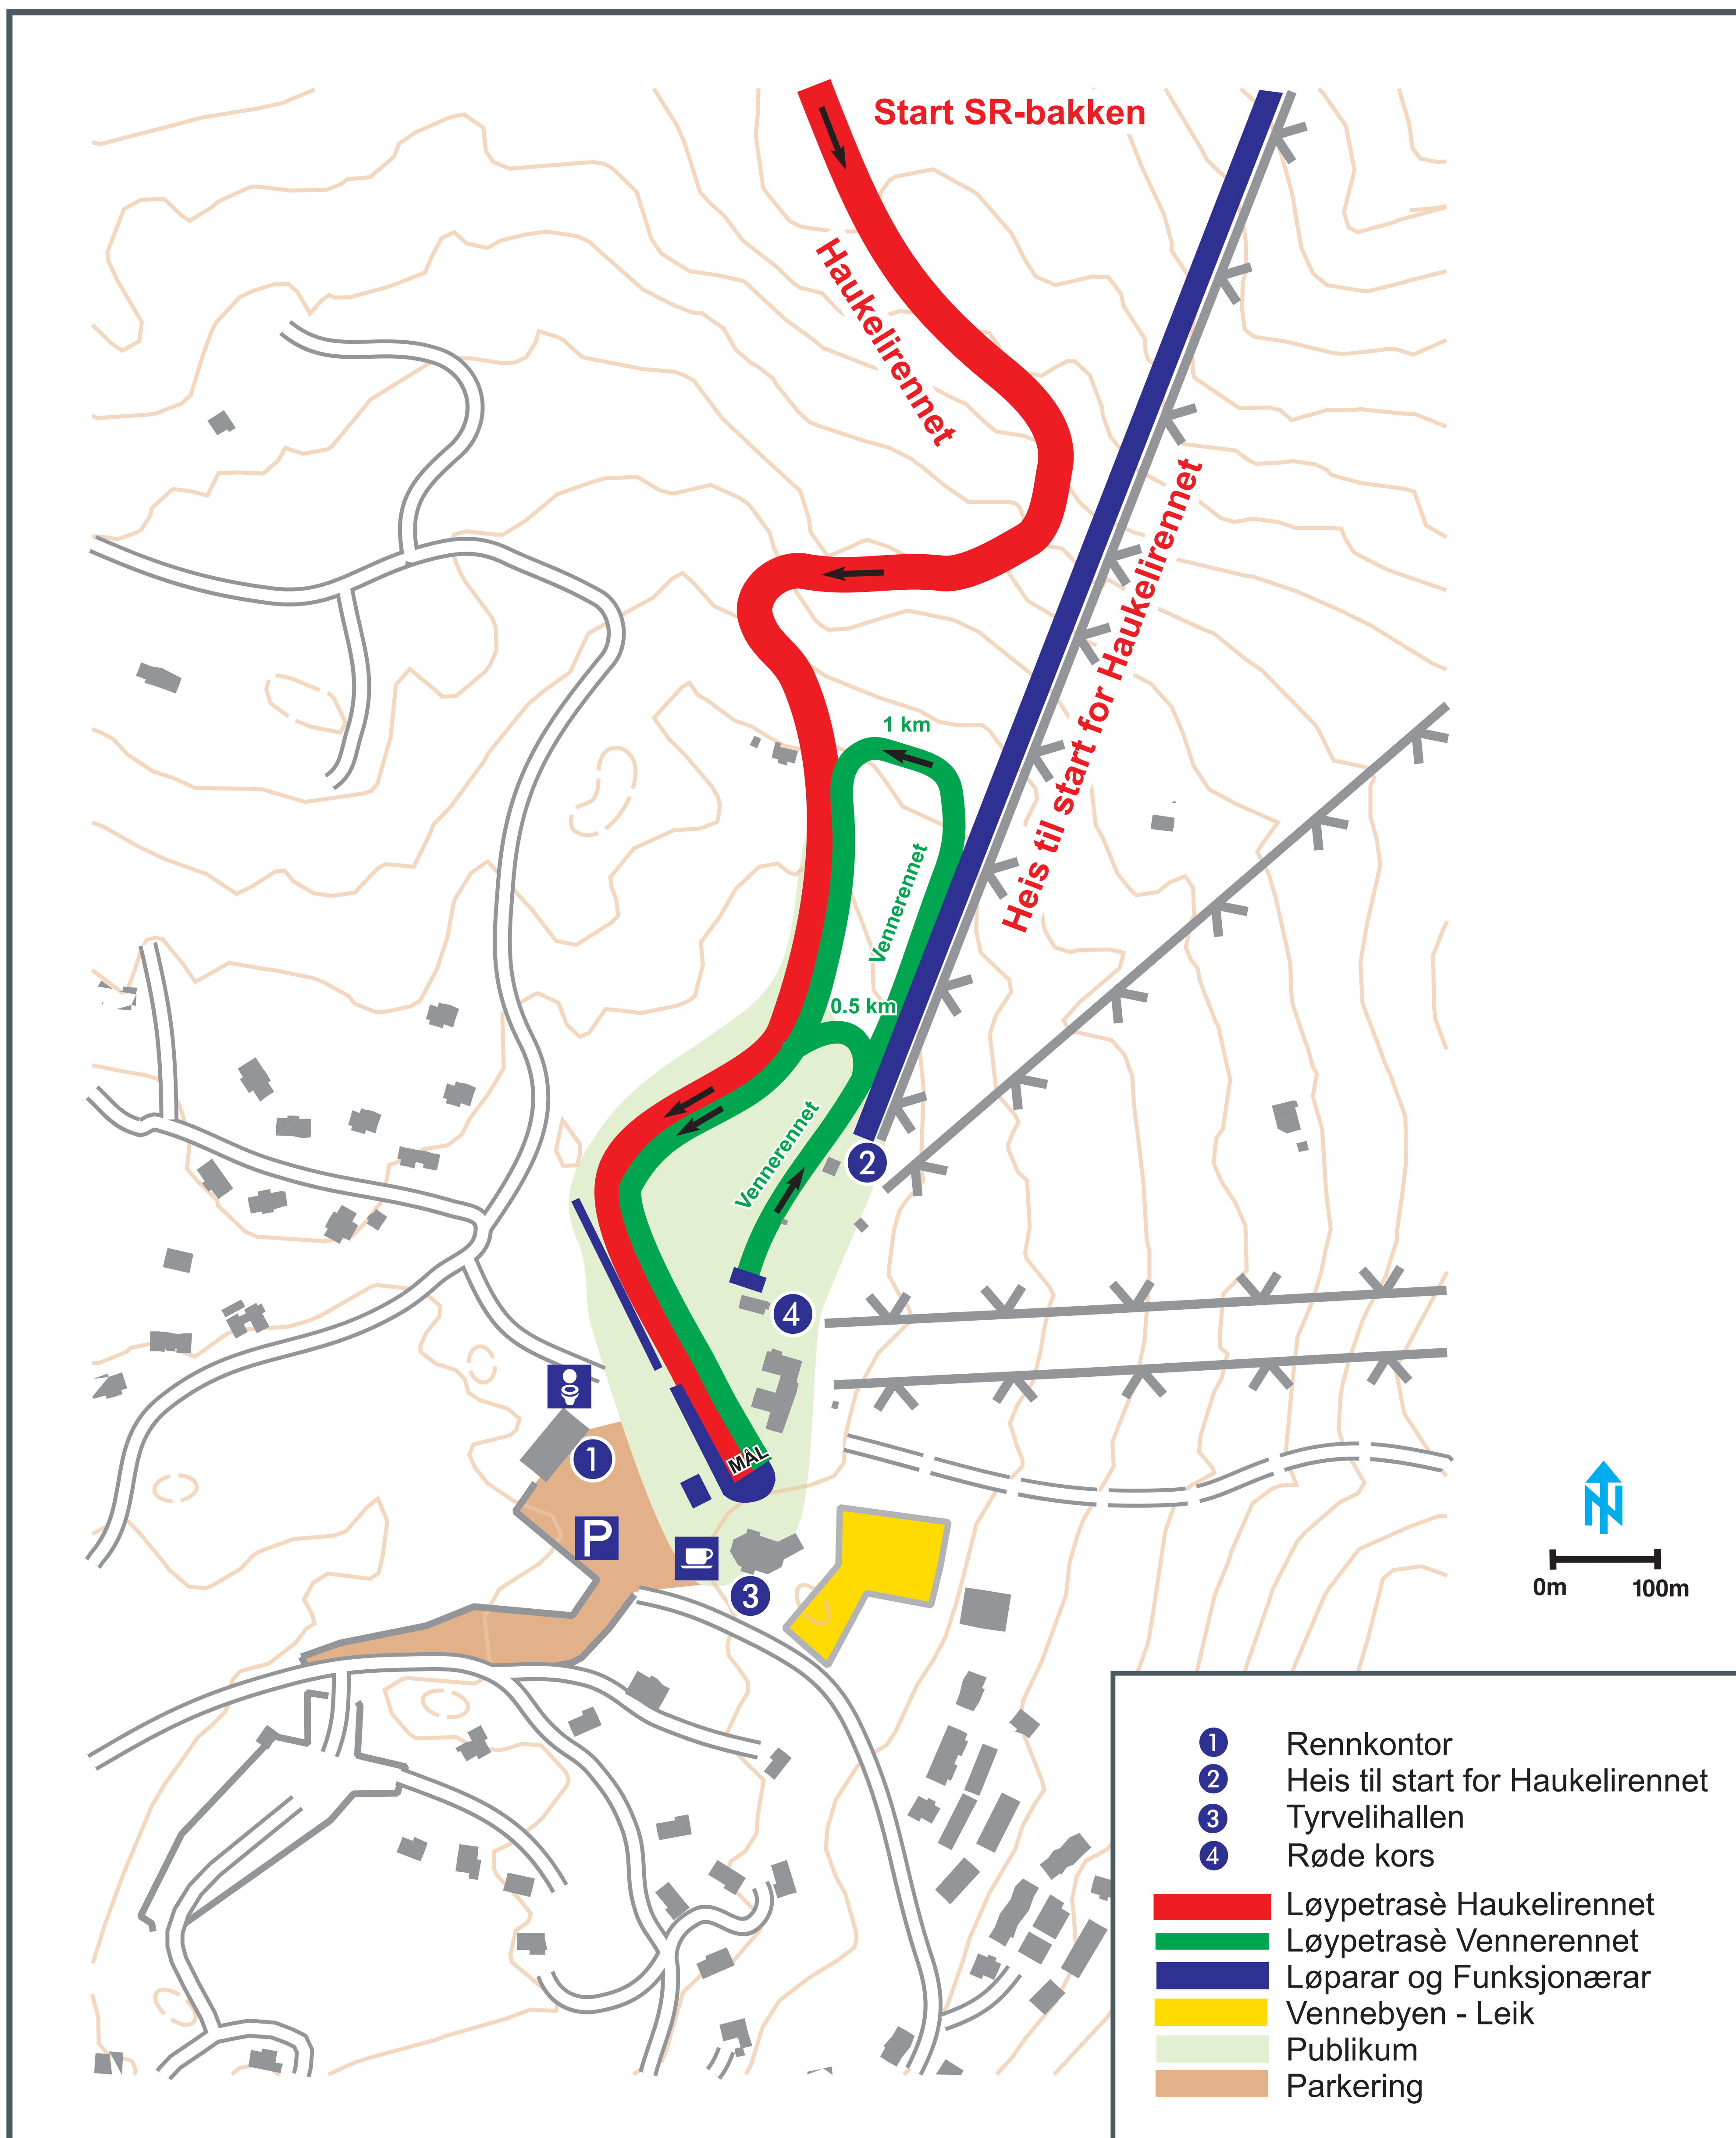 Start SR-bakken
Haukelirennet
Heis til start for Haukelirennet
1 km
Vennerennet
0.5 km
Vennerennet
2
4
1
MÅL
P
3
N
0m 100m
1 Rennkontor
2 Heis til start for Haukelirennet
3 Tyrvelihallen
4 Røde kors
Løypetrasè Haukelirennet
Løypetrasè Vennerennet
Løparar og Funksjonærar
Vennebyen - Leik
Publikum
Parkering